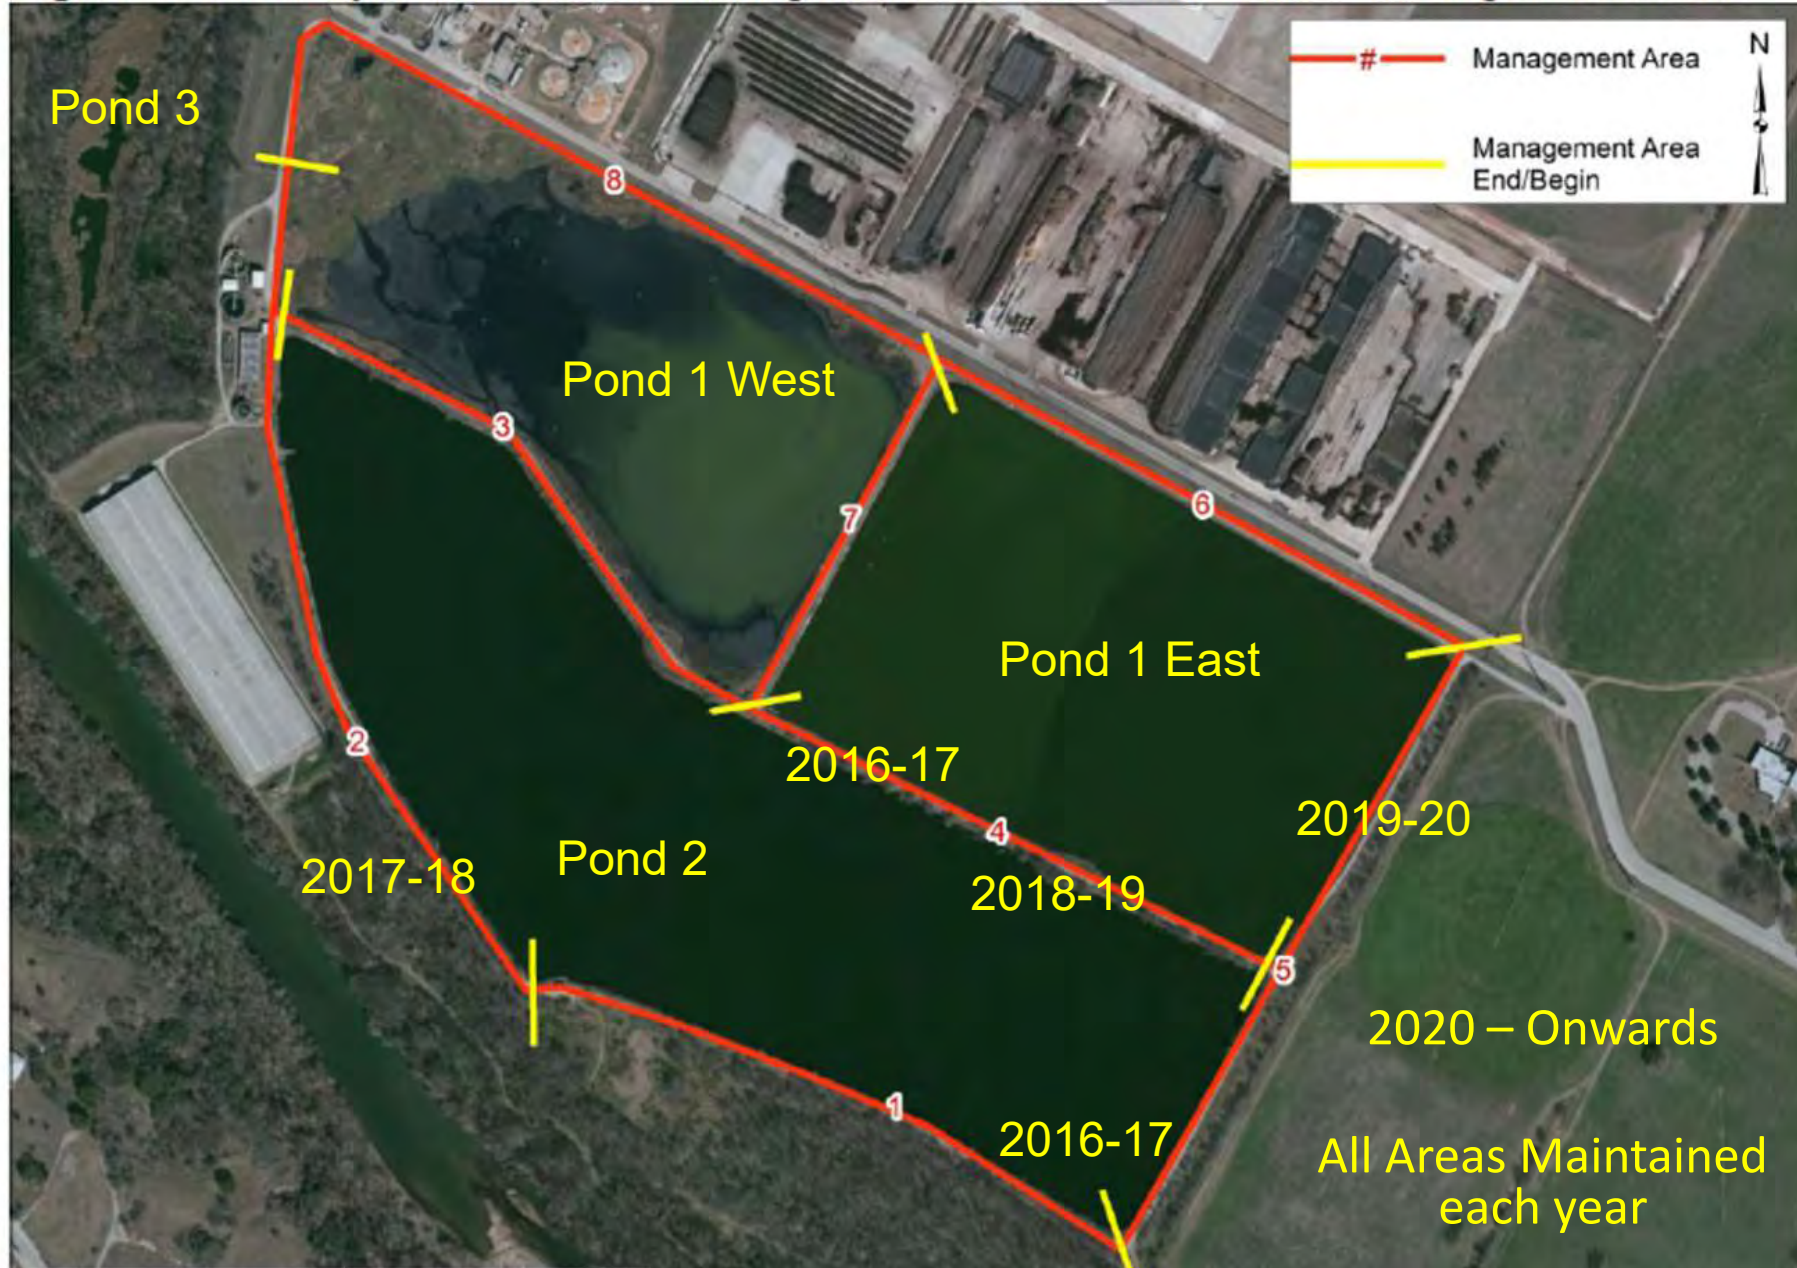 Management Area
#
N
Management Area
End/Begin
Pond 3
8
Pond 1 West
3
7
6
Pond 1 East
2
2016-17
4
2019-20
2017-18
Pond 2
2018-19
5
2020 – Onwards
1
2016-17
All Areas Maintained
each year